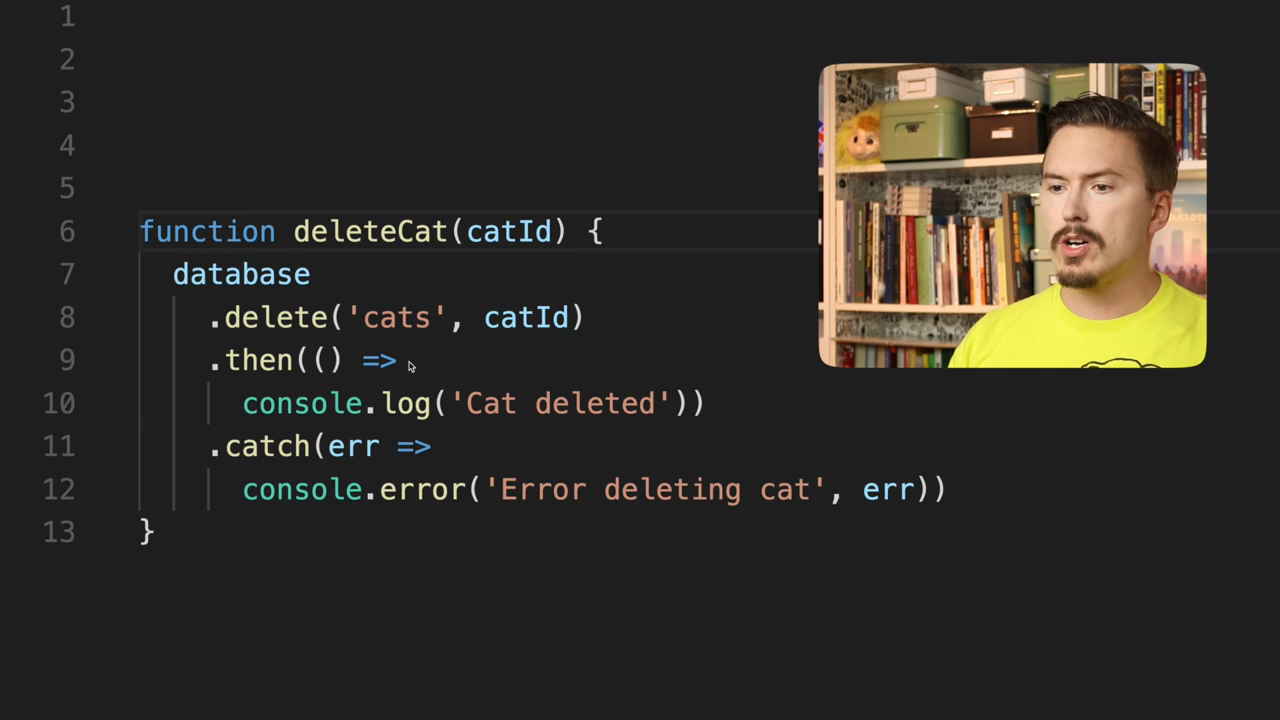 1
2
3
4
5
6 function deleteCat(catId) {
7 database
8 .delete('cats', catId)
9 .then(() =>
10 console.log('Cat deleted'))
11 .catch(err =>
12 console.error('Error deleting cat', err))
13 }